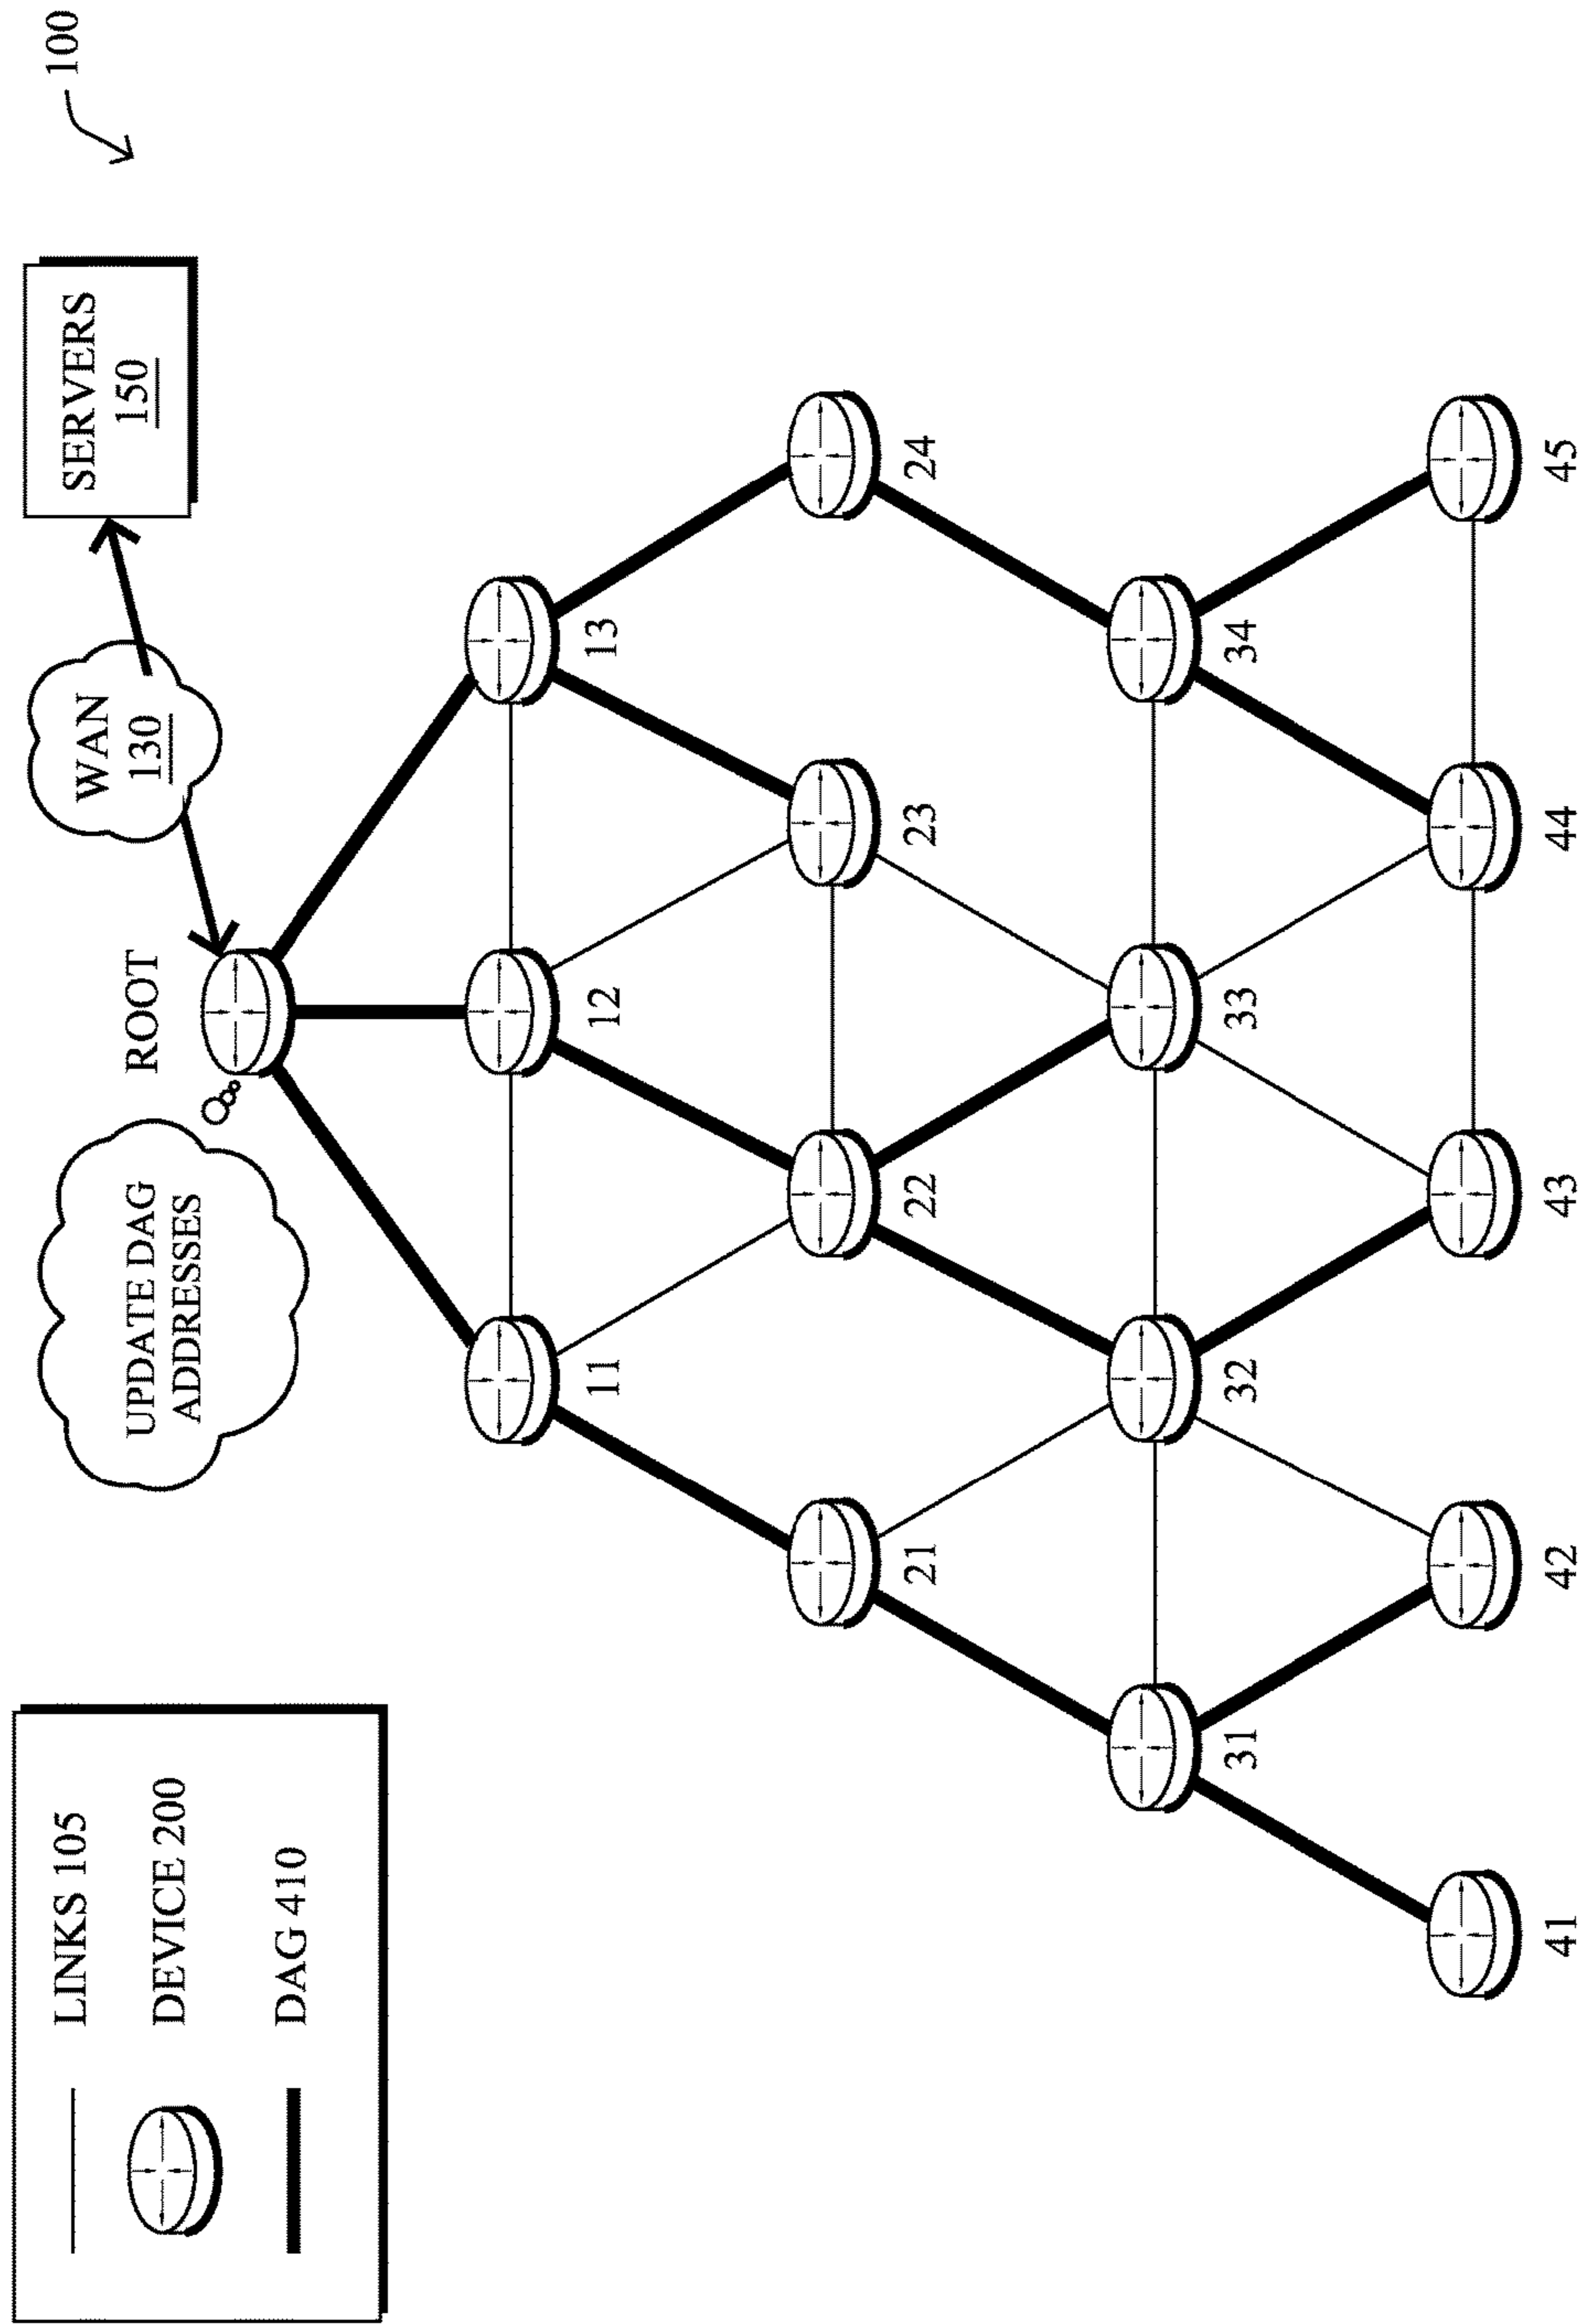 100
LINKS 105
DEVICE 200
DAG 410
UPDATE DAG
ADDRESSES
ROOT
WAN
130
SERVERS
150
11
12
13
21
22
23
24
31
32
33
34
41
42
43
44
45